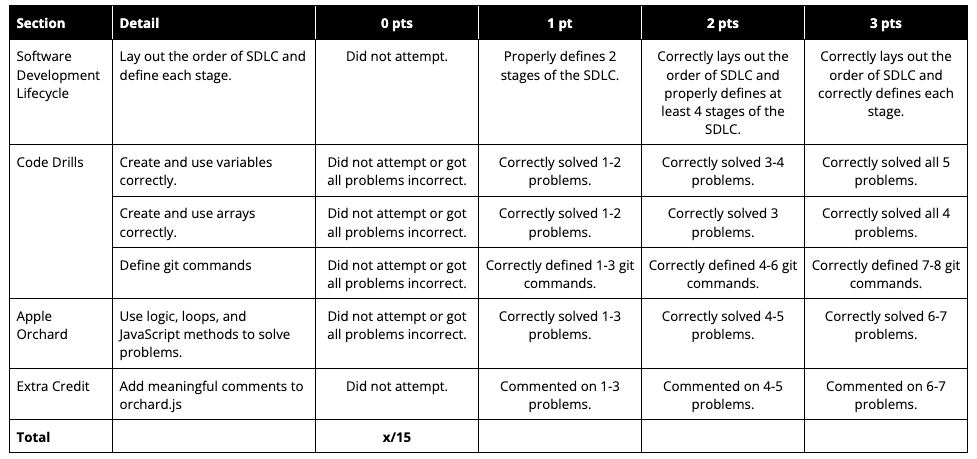 Section Detail 0 pts 1 pt 2 pts 3 pts
Software
Development
Lifecycle
Lay out the order of SDLC and
define each stage.
Did not attempt.
Properly defines 2
stages of the SDLC.
Correctly lays out the
order of SDLC and
properly defines at
least 4 stages of the
SDLC.
Correctly lays out the
order of SDLC and
correctly defines each
stage.
Code Drills
Create and use variables
correctly.
Did not attempt or got
all problems incorrect.
Correctly solved 1-2
problems.
Correctly solved 3-4
problems.
Correctly solved all 5
problems.
Create and use arrays
correctly.
Did not attempt or got
all problems incorrect.
Correctly solved 1-2
problems.
Correctly solved 3
problems.
Correctly solved all 4
problems.
Define git commands
Did not attempt or got
all problems incorrect.
Correctly defined 1-3 git
commands.
Correctly defined 4-6 git
commands.
Correctly defined 7-8 git
commands.
Apple
Orchard
Use logic, loops, and
JavaScript methods to solve
problems.
Did not attempt or got
all problems incorrect.
Correctly solved 1-3
problems.
Correctly solved 4-5
problems.
Correctly solved 6-7
problems.
Extra Credit
Add meaningful comments to
orchard.js
Did not attempt.
Commented on 1-3
problems.
Commented on 4-5
problems.
Commented on 6-7
problems.
Total x/15